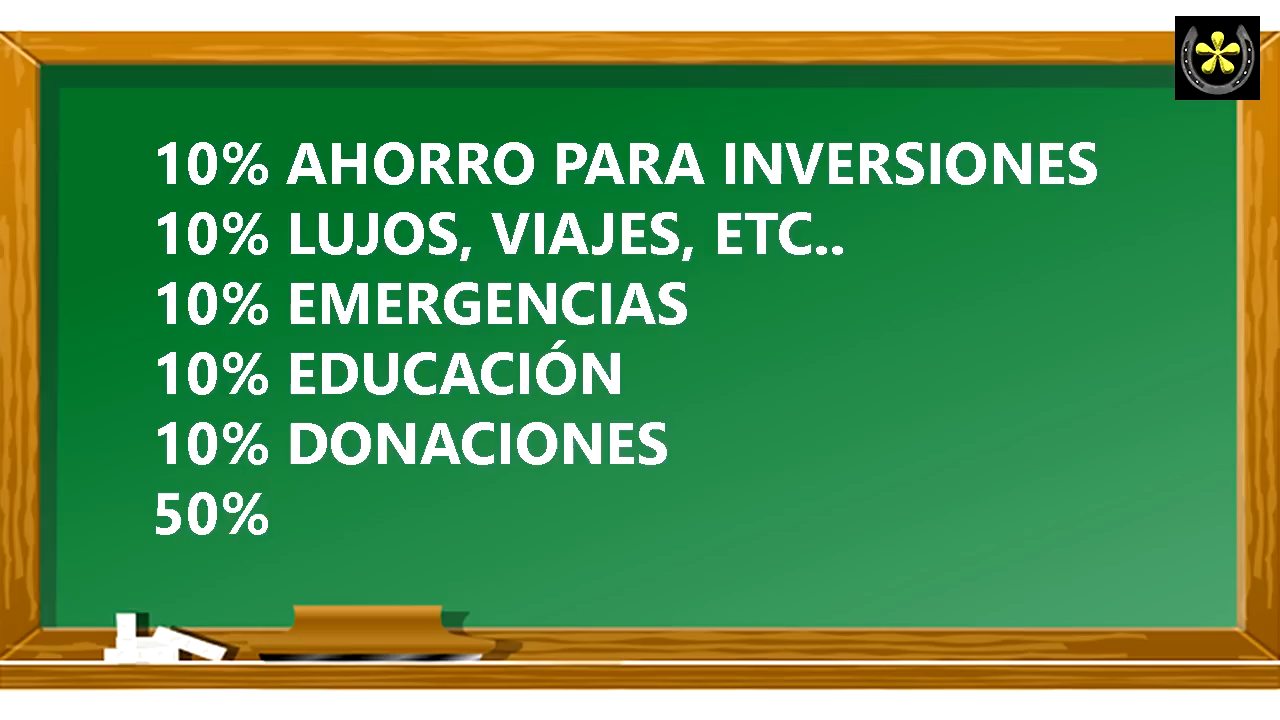 10% AHORRO PARA INVERSIONES
10% LUJOS, VIAJES, ETC..
10% EMERGENCIAS
10% EDUCACIÓN
10% DONACIONES
50%